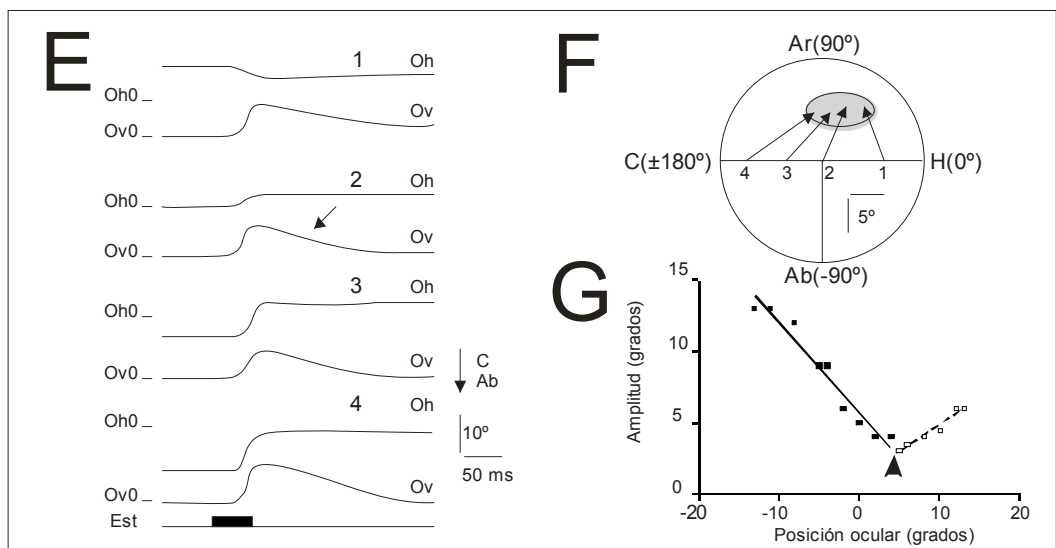 E
1
Oh
Oh0
Ov0
Ov
2
Oh
Oh0
Ov0
Ov
3
Oh
Oh0
Ov0
Ov
C
Ab
4
Oh
Oh0
10º
50 ms
Ov0
Ov
Est
F
Ar(90º)
C(±180º)
H(0º)
4
3
2
1
5º
Ab(-90º)
G
15
10
5
0
Amplitud (grados)
-20
-10
0
10
20
Posición ocular (grados)